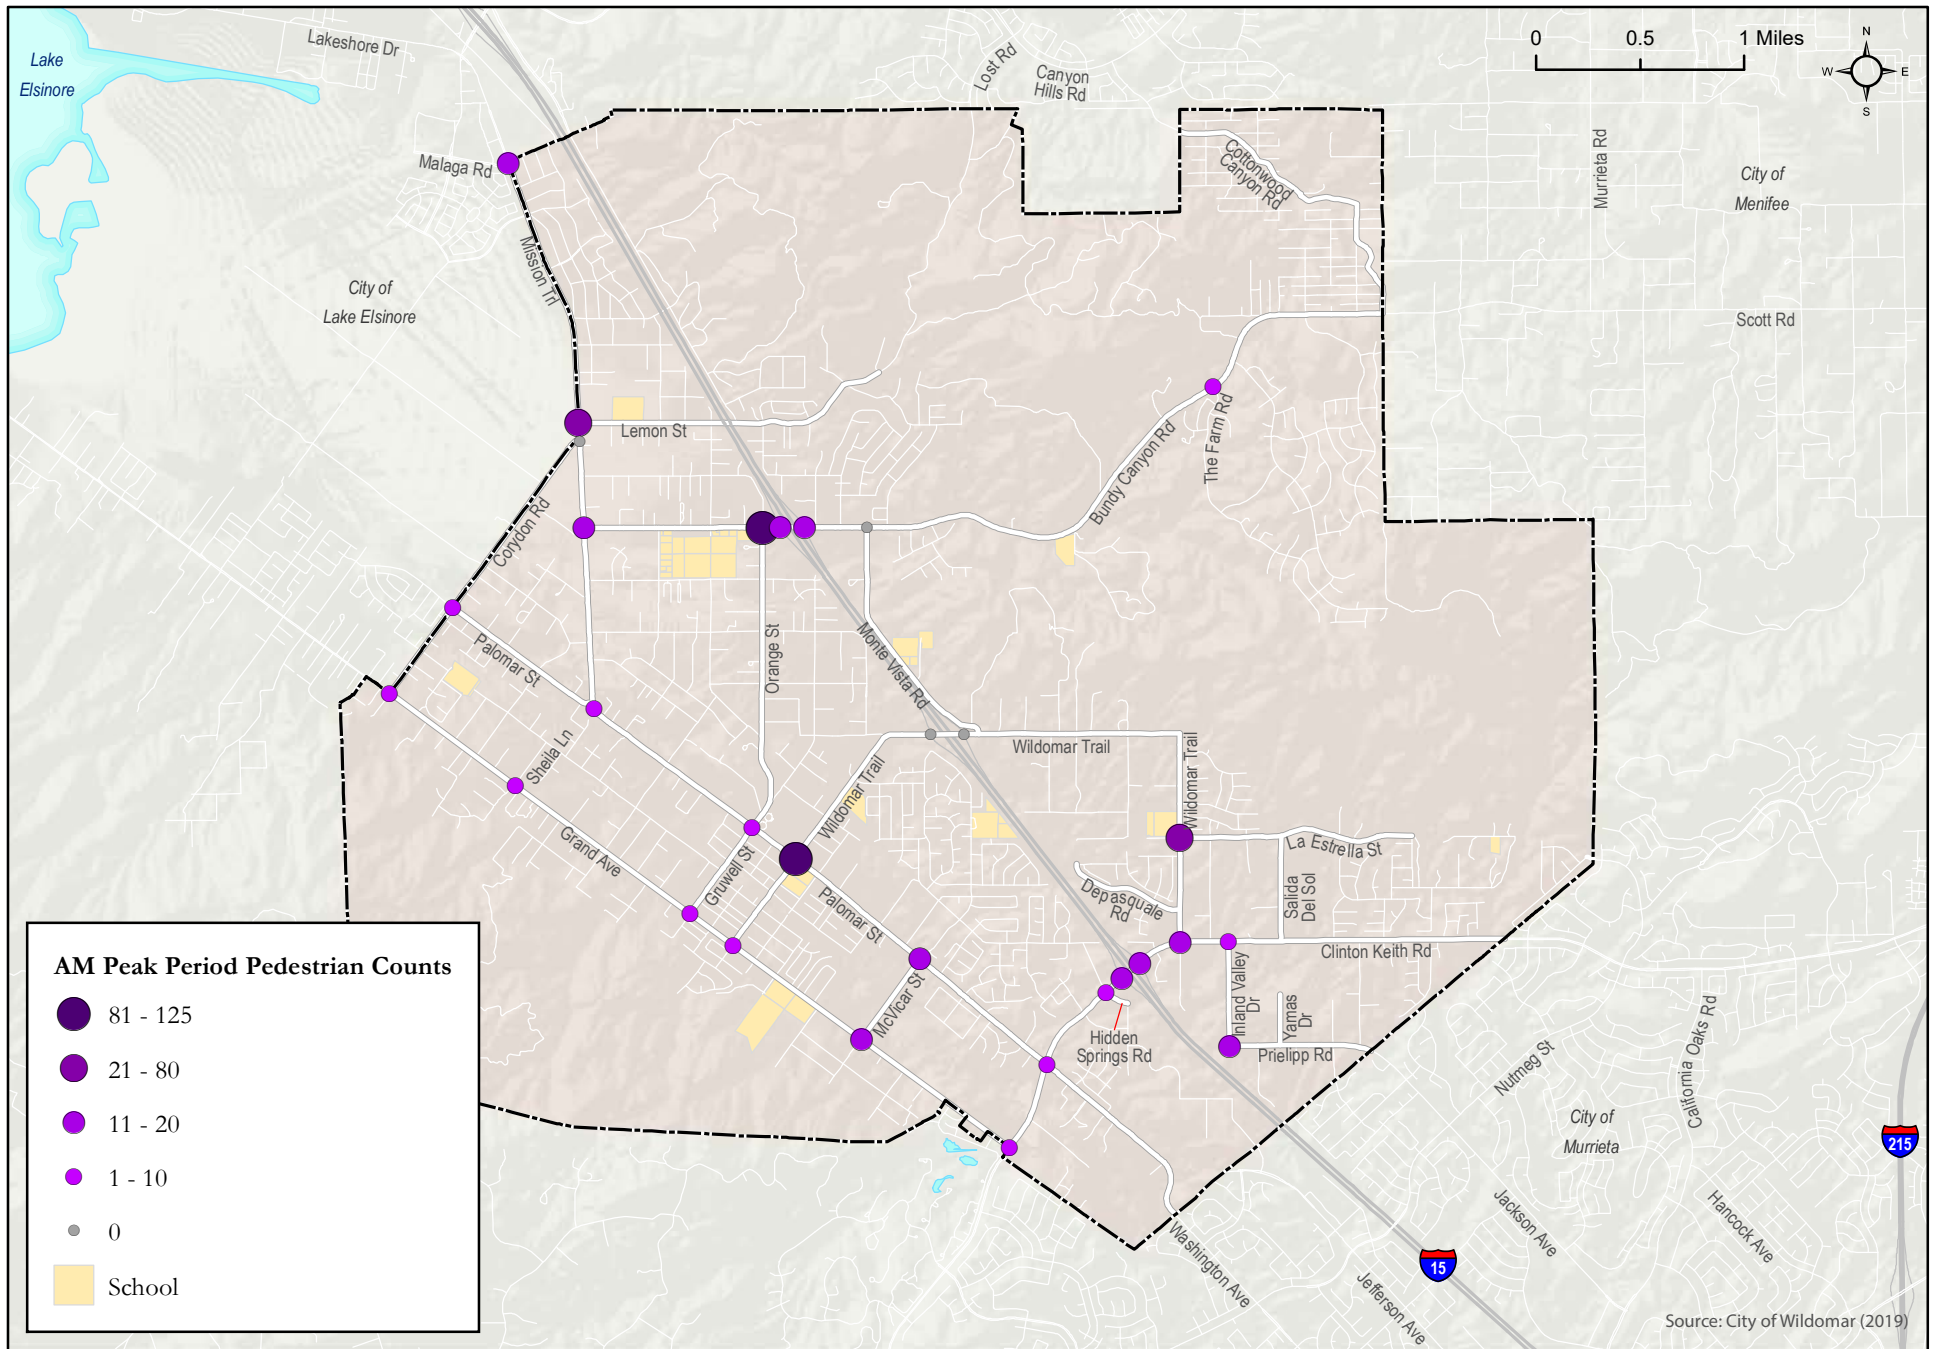 Lake
Elsinore
Lakeshore Dr
Lost Rd
Canyon
Hills Rd
0 0.5 1 Miles
N
W E
S
Malaga Rd
Mission Trl
City of
Lake Elsinore
Cottonwood
Canyon Rd
Murrieta Rd
City of
Menifee
Scott Rd
Lemon St
Corydon Rd
Bundy Canyon Rd
The Farm Rd
Palomar St
Orange St
Monte Vista Rd
Sheila Ln
Wildomar Trail
Wildomar Trail
Wildomar Trail
Grand Ave
Gruwell St
Palomar St
La Estrella St
Depasquale
Rd
Salida
Del Sol
Clinton Keith Rd
McVicar St
Inland Valley
Dr
Yamas
Dr
Hidden
Springs Rd
Prielipp Rd
Nutmeg St
California Oaks Rd
City of
Murrieta
215
Jackson Ave
Hancock Ave
Washington Ave
15
Jefferson Ave
AM Peak Period Pedestrian Counts
81 - 125
21 - 80
11 - 20
1 - 10
0
School
Source: City of Wildomar (2019)